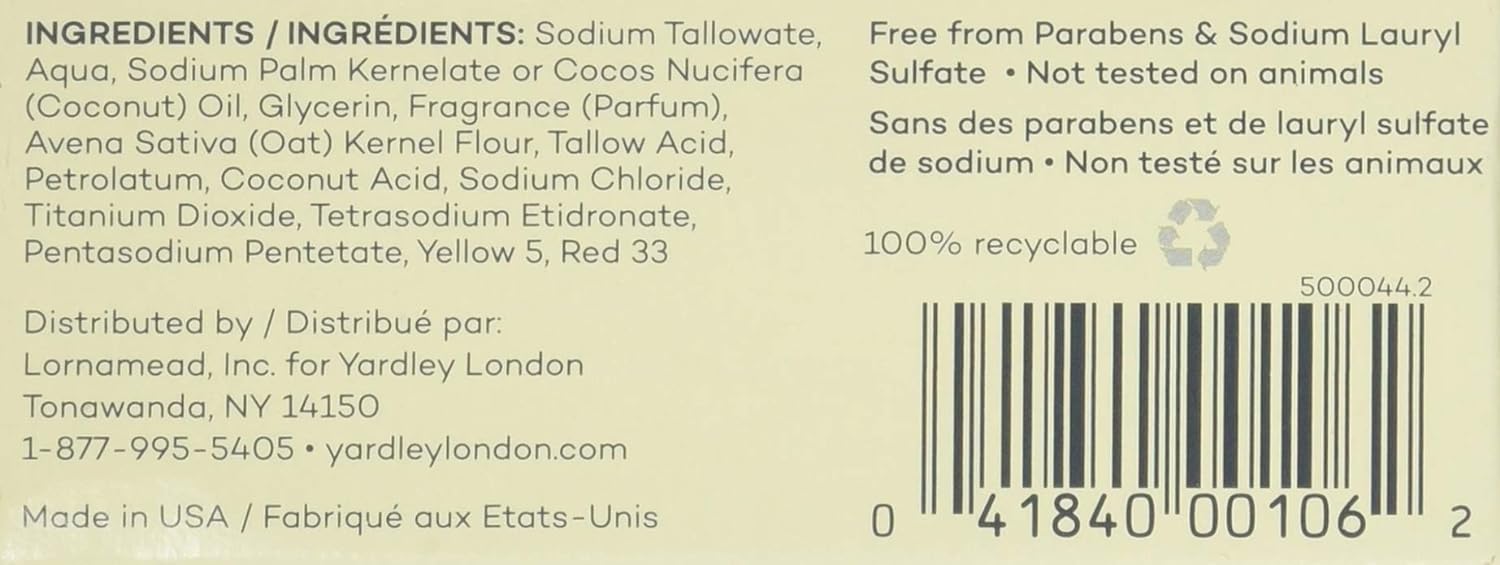 INGREDIENTS / INGRÉDIENTS: Sodium Tallowate,
Aqua, Sodium Palm Kernelate or Cocos Nucifera
(Coconut) Oil, Glycerin, Fragrance (Parfum),
Avena Sativa (Oat) Kernel Flour, Tallow Acid,
Petrolatum, Coconut Acid, Sodium Chloride,
Titanium Dioxide, Tetrasodium Etidronate,
Pentasodium Pentetate, Yellow 5, Red 33
Distributed by / Distribué par:
Lornamead, Inc. for Yardley London
Tonawanda, NY 14150
1-877-995-5405 • yardleylondon.com
Made in USA / Fabriqué aux Etats-Unis
Free from Parabens & Sodium Lauryl
Sulfate • Not tested on animals
Sans des parabens et de lauryl sulfate
de sodium • Non testé sur les animaux
100% recyclable
500044.2
0 41840 00106 2